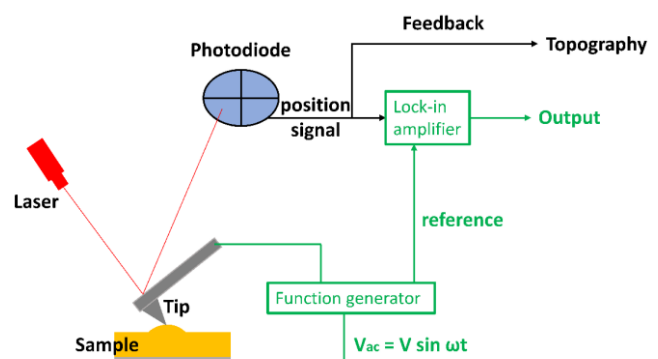 Feedback
Topography
Photodiode
position
signal
Lock-in
amplifier
Output
Laser
reference
Tip
Function generator
Sample
Vac = V sin ωt